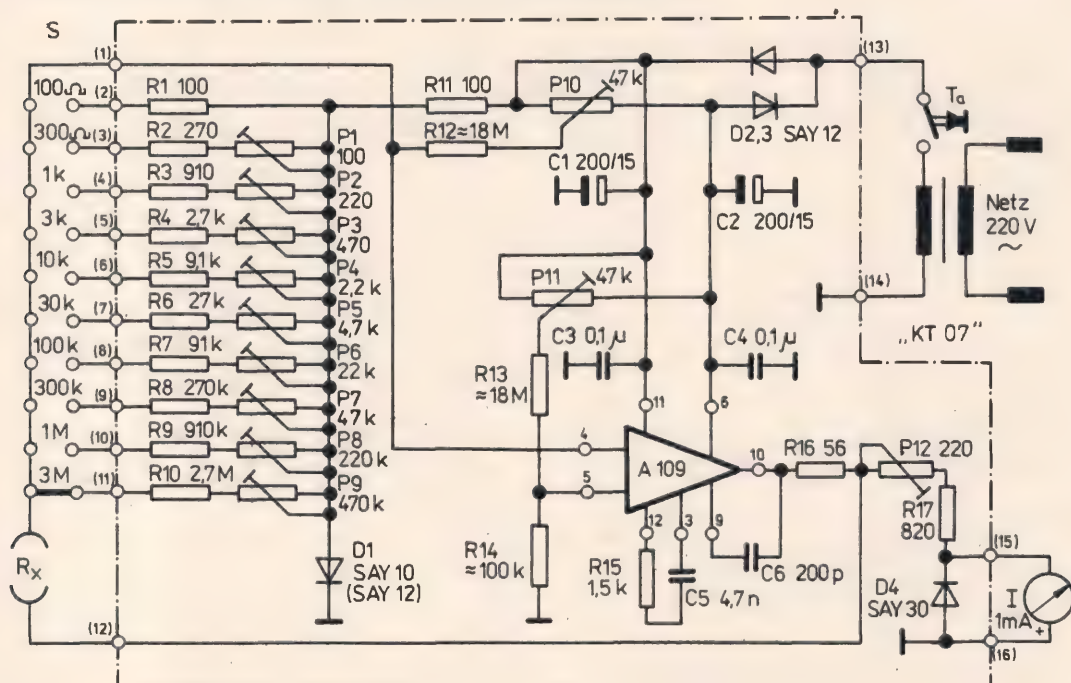 S
(1)
100Ω (2) R1 100
300Ω (3) R2 270 P1 100
1k (4) R3 910 P2 220
3k (5) R4 2,7k P3 470
10k (6) R5 9,1k P4 2,2k
30k (7) R6 27k P5 4,7k
100k (8) R7 91k P6 22k
300k (9) R8 270k P7 47k
1M (10) R9 910k P8 220k
3M (11) R10 2,7M P9 470k
Rx
(12)
D1
SAY 10
(SAY 12)
R11 100
R12≈18M
P10 47k
D2,3 SAY 12
C1 200/15
C2 200/15
P11 47k
C3 0,1µ
C4 0,1µ
R13
≈18M
11
6
4
5
A 109
10
12
3
9
R14
≈100k
R15
1,5k
C5 4,7n
C6 200p
R16 56
P12 220
R17
820
D4
SAY 30
(13)
Ta
Netz
220 V
~
(14)
„KT 07"
(15)
I
1mA +
(16)